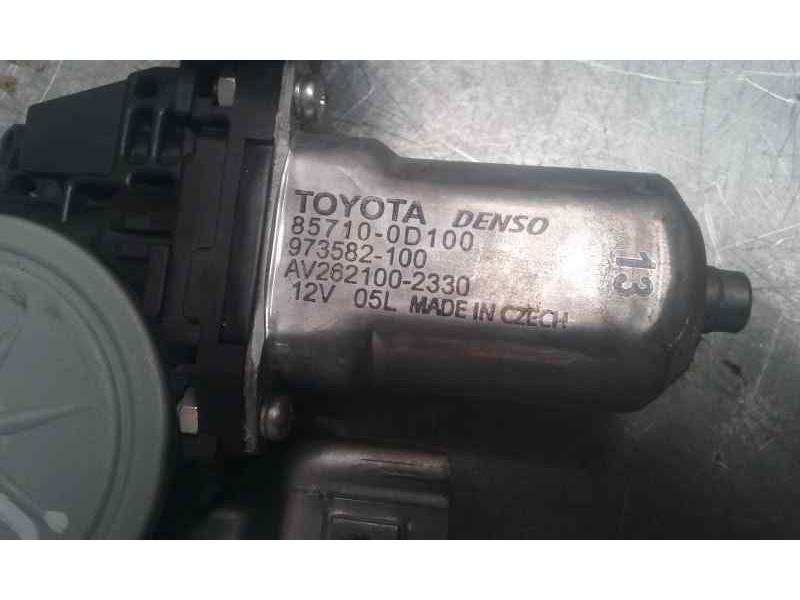 TOYOTA DENSO
85710-0D100
973582-100
AV262100-2330
12V 05L MADE IN CZECH
13